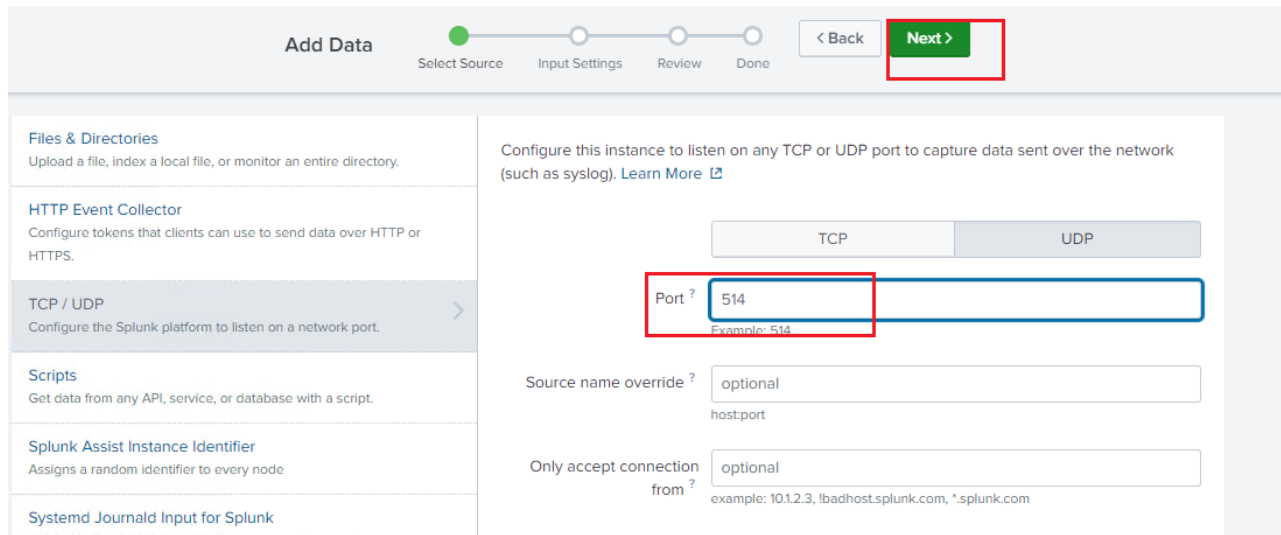 Add Data
Select Source
Input Settings
Review
Done
< Back
Next >
Files & Directories
Upload a file, index a local file, or monitor an entire directory.
HTTP Event Collector
Configure tokens that clients can use to send data over HTTP or
HTTPS.
TCP / UDP
Configure the Splunk platform to listen on a network port.
Scripts
Get data from any API, service, or database with a script.
Splunk Assist Instance Identifier
Assigns a random identifier to every node
Systemd Journald Input for Splunk
Configure this instance to listen on any TCP or UDP port to capture data sent over the network
(such as syslog). Learn More
TCP
UDP
Port ?
514
Example: 514
Source name override ?
optional
host:port
Only accept connection
from ?
optional
example: 10.1.2.3, !badhost.splunk.com, *.splunk.com